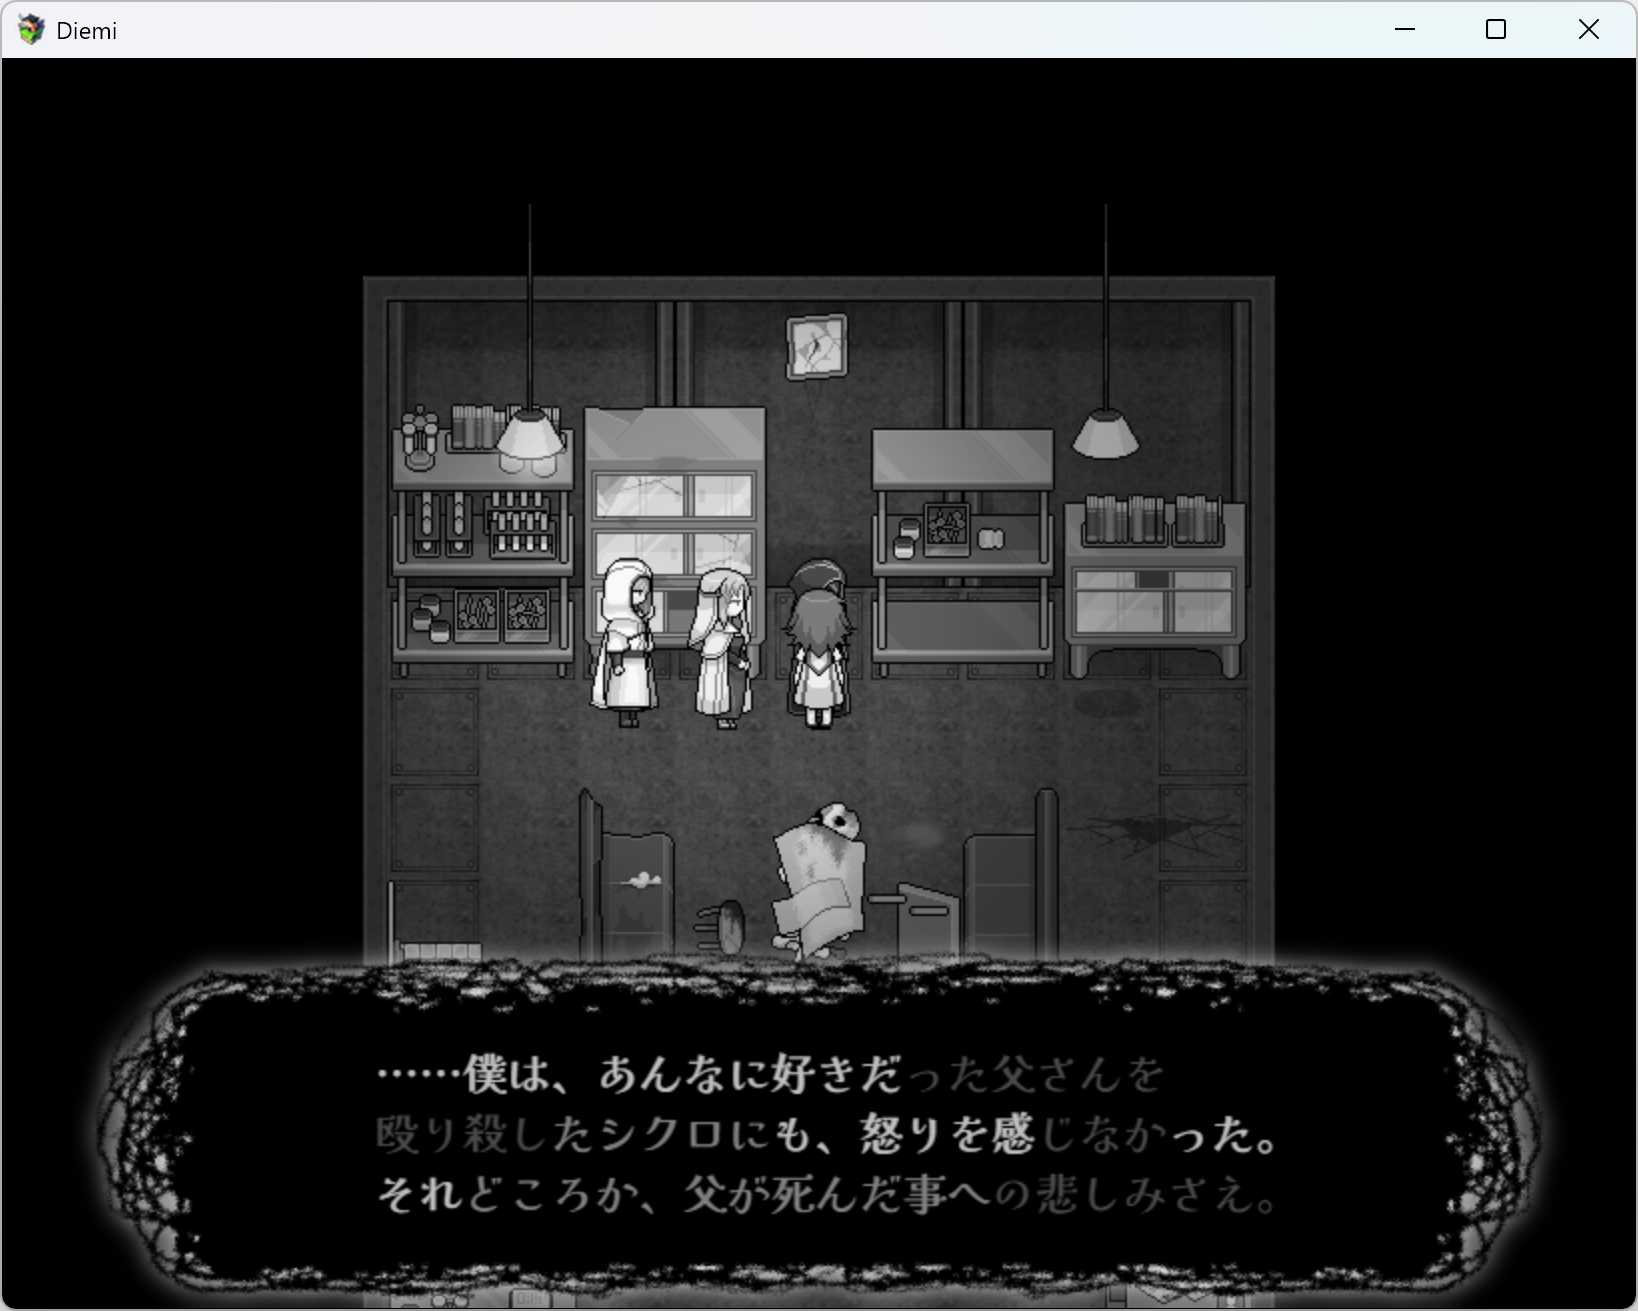 Diemi
……僕は、あんなに好きだった父さんを
殴り殺したシクロにも、怒りを感じなかった。
それどころか、父が死んだ事への悲しみさえ。